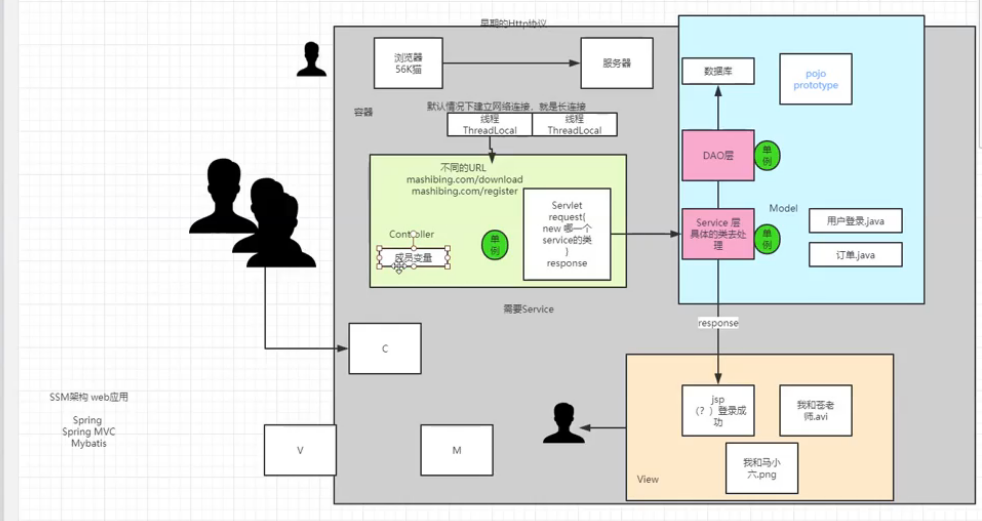 早期的Http协议
浏览器
56K猫
服务器
数据库
pojo
prototype
容器
默认情况下建立网络连接，就是长连接
线程
ThreadLocal
线程
ThreadLocal
不同的URL
mashibing.com/download
mashibing.com/register
DAO层
单
例
Servlet
request(
new 哪一个
service的类
)
response
Controller
单
例
成员变量
Service 层
具体的类去处
理
单
例
Model
用户登录.java
订单.java
需要Service
response
C
SSM架构 web应用
Spring
Spring MVC
Mybatis
V
M
jsp
（？）登录成
功
我和苍老
师.avi
我和马小
六.png
View